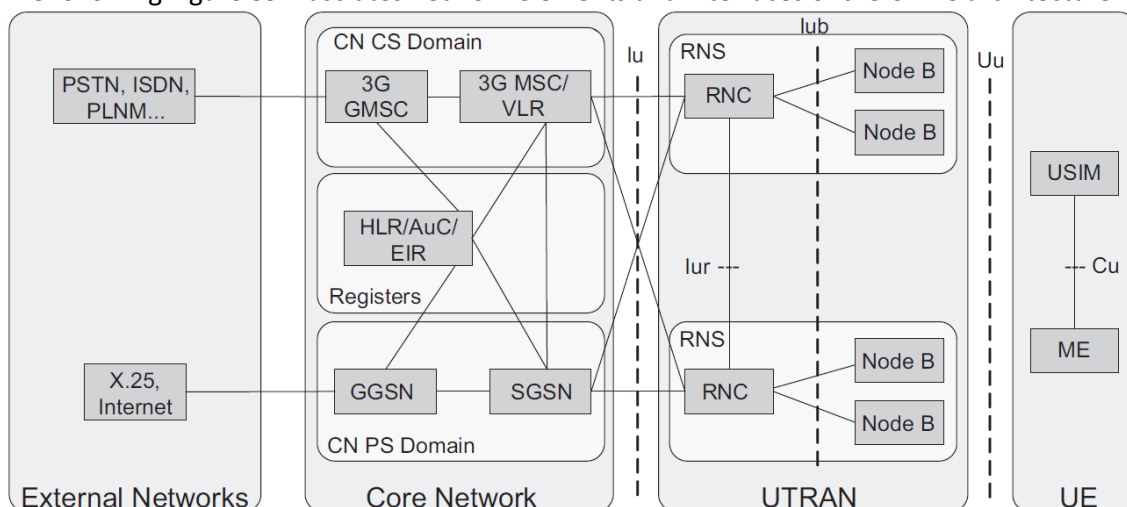 CN CS Domain
PSTN, ISDN,
PLNM...
3G
GMSC
3G MSC/
VLR
HLR/AuC/
EIR
Registers
X.25,
Internet
GGSN
SGSN
CN PS Domain
Iu
Iub
Uu
RNS
RNC
Node B
Node B
Iur
RNS
RNC
Node B
Node B
USIM
Cu
ME
External Networks
Core Network
UTRAN
UE